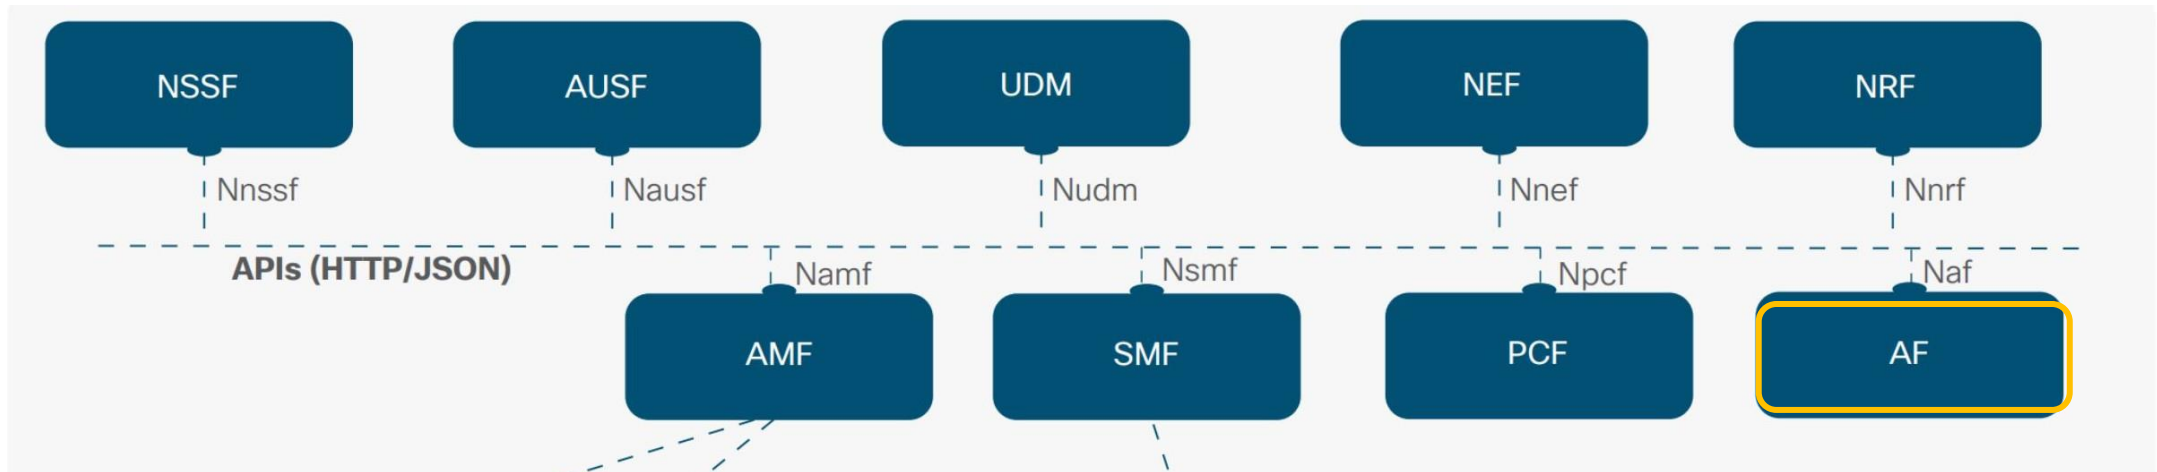 NSSF
AUSF
UDM
NEF
NRF
Nnssf
Nausf
Nudm
Nnef
Nnrf
APIs (HTTP/JSON)
Namf
Nsmf
Npcf
Naf
AMF
SMF
PCF
AF